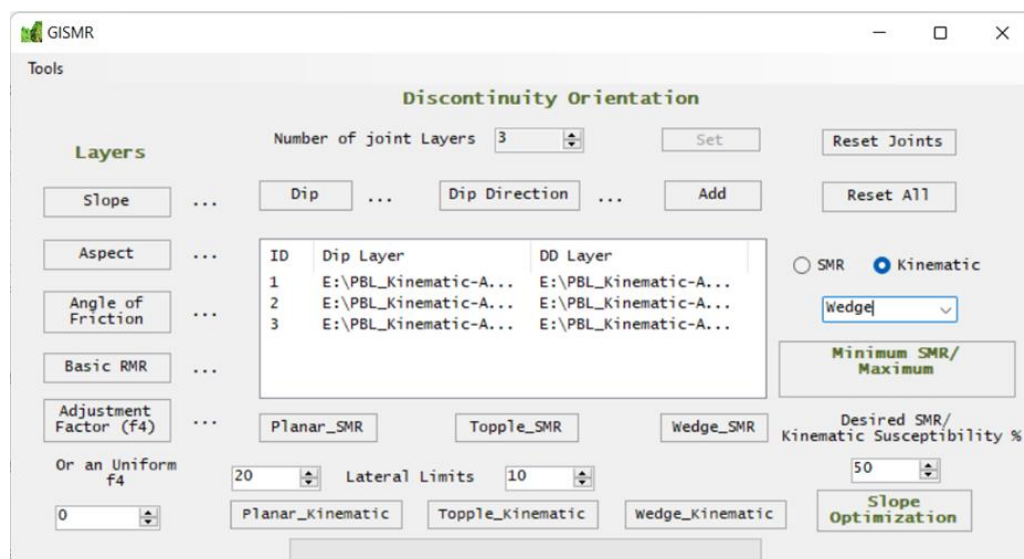 GISMR
Tools
Discontinuity Orientation
Layers
Number of joint Layers 3 Set Reset Joints
Slope ... Dip ... Dip Direction ... Add Reset All
Aspect ...
ID Dip Layer DD Layer
1 E:\PBL_Kinematic-A... E:\PBL_Kinematic-A...
2 E:\PBL_Kinematic-A... E:\PBL_Kinematic-A...
3 E:\PBL_Kinematic-A... E:\PBL_Kinematic-A...
SMR Kinematic
Wedge
Angle of
Friction ...
Basic RMR ...
Minimum SMR/
Maximum
Adjustment
Factor (f4) ...
Planar_SMR Topple_SMR Wedge_SMR
Desired SMR/
Kinematic Susceptibility %
50
Or an Uniform
f4
0
20 Lateral Limits 10
Planar_Kinematic Topple_Kinematic Wedge_Kinematic
Slope
Optimization